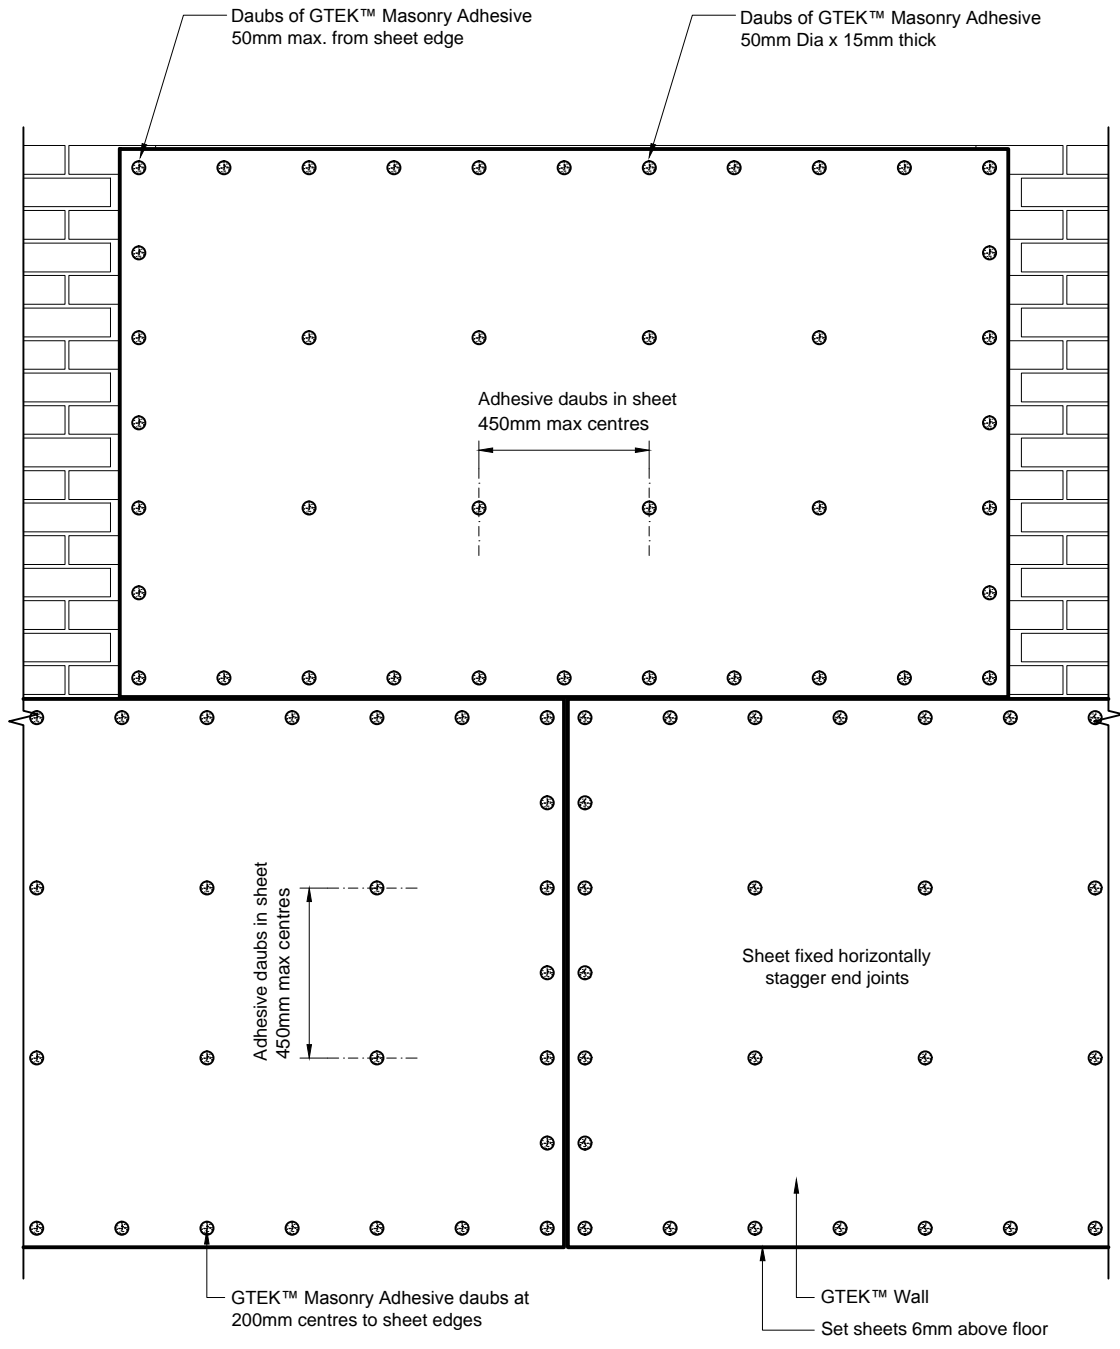 Daubs of GTEK™ Masonry Adhesive
50mm max. from sheet edge
Daubs of GTEK™ Masonry Adhesive
50mm Dia x 15mm thick
Adhesive daubs in sheet
450mm max centres
Adhesive daubs in sheet
450mm max centres
Sheet fixed horizontally
stagger end joints
GTEK™ Masonry Adhesive daubs at
200mm centres to sheet edges
GTEK™ Wall
Set sheets 6mm above floor